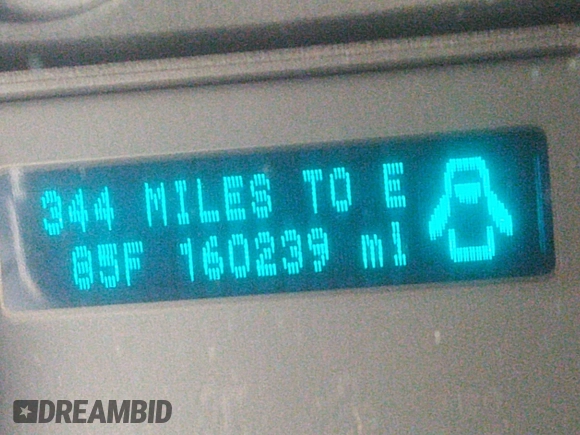 344 MILES TO E
85F 160239 mi
DREAMBID